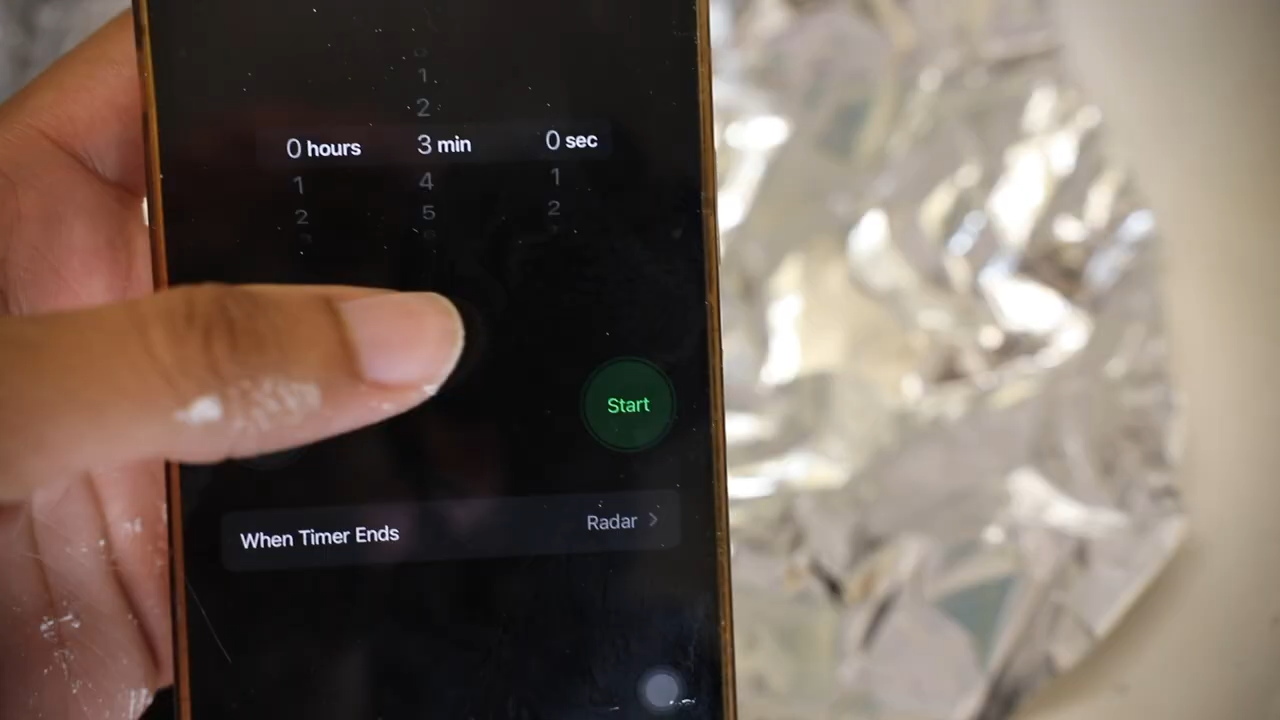 1
2
0 hours 3 min 0 sec
1 4 1
2 5 2
Start
When Timer Ends Radar >